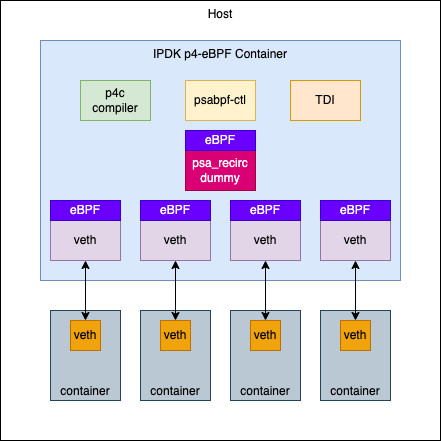 Host
IPDK p4-eBPF Container
p4c
compiler
psabpf-ctl
TDI
eBPF
psa_recirc
dummy
eBPF
eBPF
eBPF
eBPF
veth
veth
veth
veth
veth
veth
veth
veth
container
container
container
container